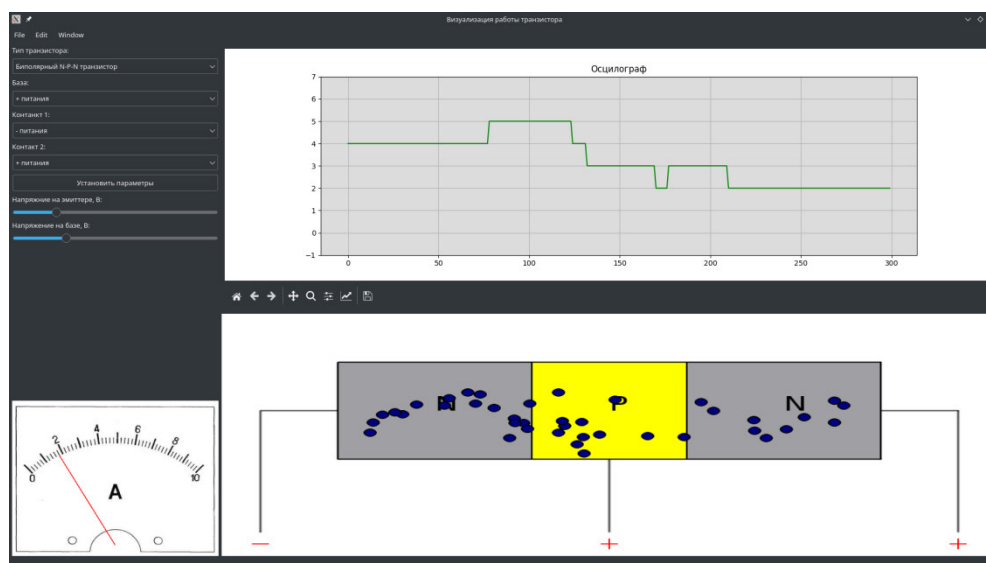 Визуализация работы транзистора
File Edit Window
Тип транзистора:
Биполярный N-P-N транзистор
База:
+ питания
Контанкт 1:
- питания
Контакт 2:
+ питания
Установить параметры
Напряжние на эмиттере, В:
Напряжение на базе, В:
Осцилограф
7
6
5
4
3
2
1
0
−1
0 50 100 150 200 250 300
N P N
− + +
0 2 4 6 8 10
A